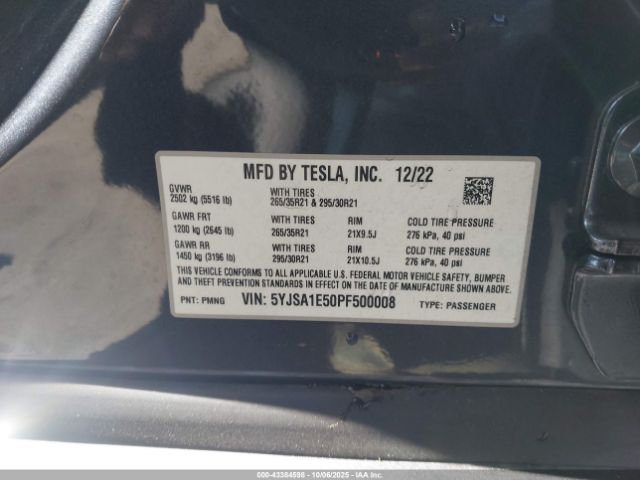 MFD BY TESLA, INC. 12/22
GVWR
2502 kg (5516 lb)
WITH TIRES
265/35R21 & 295/30R21
GAWR FRT
1200 kg (2645 lb)
WITH TIRES
265/35R21
RIM
21X9.5J
COLD TIRE PRESSURE
276 kPa, 40 psi
GAWR RR
1450 kg (3196 lb)
WITH TIRES
295/30R21
RIM
21X10.5J
COLD TIRE PRESSURE
276 kPa, 40 psi
THIS VEHICLE CONFORMS TO ALL APPLICABLE U.S. FEDERAL MOTOR VEHICLE SAFETY, BUMPER
AND THEFT PREVENTION STANDARDS IN EFFECT ON THE DATE OF MANUFACTURE SHOWN ABOVE.
PNT: PMNG VIN: 5YJSA1E50PF500008 TYPE: PASSENGER
000-43384598 - 10/06/2025 - IAA Inc.